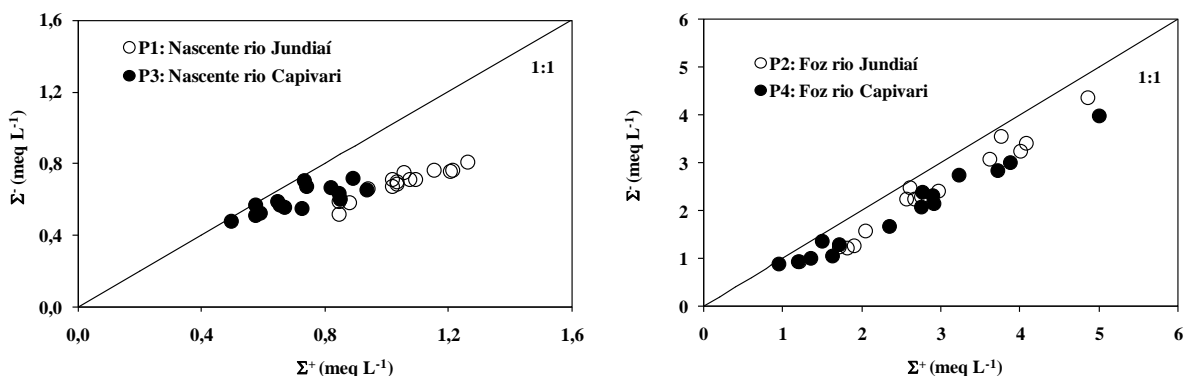 1,6
P1: Nascente rio Jundiaí
P3: Nascente rio Capivari
1:1
1,2
Σ- (meq L-1)
0,8
0,4
0,0
0,0 0,4 0,8 1,2 1,6
Σ+ (meq L-1)
6
P2: Foz rio Jundiaí
P4: Foz rio Capivari
1:1
5
4
Σ- (meq L-1)
3
2
1
0
0 1 2 3 4 5 6
Σ+ (meq L-1)